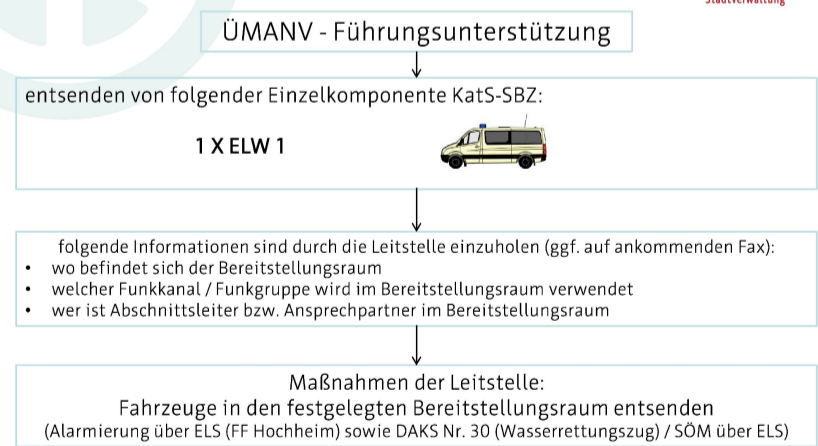 Stadtverwaltung
ÜMANV - Führungsunterstützung
entsenden von folgender Einzelkomponente KatS-SBZ:
1 X ELW 1
folgende Informationen sind durch die Leitstelle einzuholen (ggf. auf ankommenden Fax):
• wo befindet sich der Bereitstellungsraum
• welcher Funkkanal / Funkgruppe wird im Bereitstellungsraum verwendet
• wer ist Abschnittsleiter bzw. Ansprechpartner im Bereitstellungsraum
Maßnahmen der Leitstelle:
Fahrzeuge in den festgelegten Bereitstellungsraum entsenden
(Alarmierung über ELS (FF Hochheim) sowie DAKS Nr. 30 (Wasserrettungszug) / SÖM über ELS)